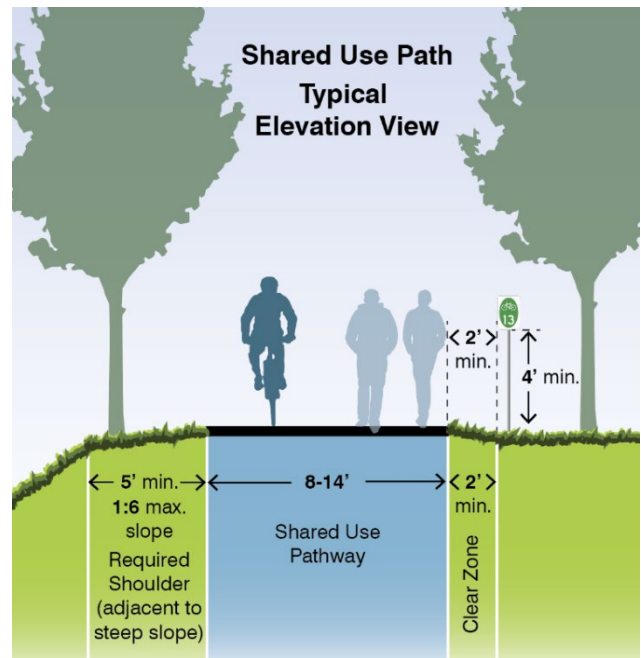 Shared Use Path
Typical
Elevation View
13
2'
min.
4' min.
5' min.
1:6 max.
slope
Required
Shoulder
(adjacent to
steep slope)
8-14'
Shared Use
Pathway
2'
min.
Clear Zone